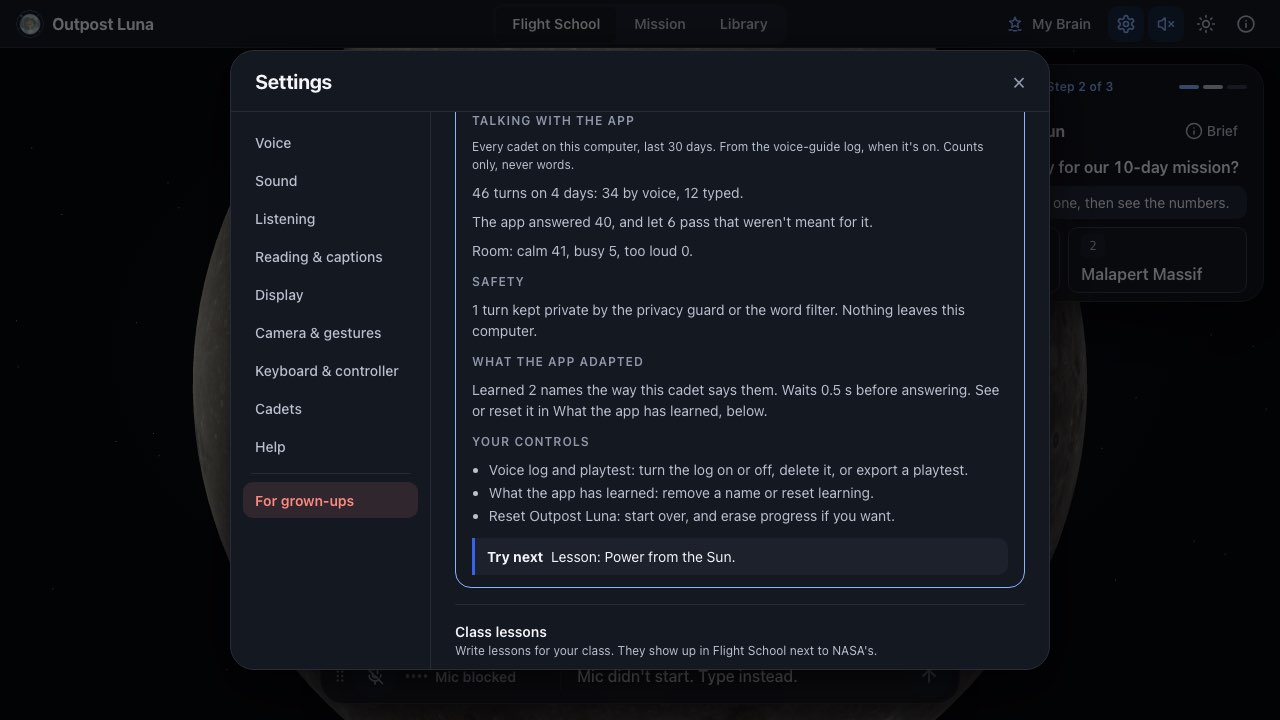 Outpost Luna
Flight School
Mission
Library
My Brain
Settings
Step 2 of 3
Brief
y for our 10-day mission?
one, then see the numbers.
2
Malapert Massif
Voice
Sound
Listening
Reading & captions
Display
Camera & gestures
Keyboard & controller
Cadets
Help
For grown-ups
TALKING WITH THE APP
Every cadet on this computer, last 30 days. From the voice-guide log, when it's on. Counts
only, never words.
46 turns on 4 days: 34 by voice, 12 typed.
The app answered 40, and let 6 pass that weren't meant for it.
Room: calm 41, busy 5, too loud 0.
SAFETY
1 turn kept private by the privacy guard or the word filter. Nothing leaves this
computer.
WHAT THE APP ADAPTED
Learned 2 names the way this cadet says them. Waits 0.5 s before answering. See
or reset it in What the app has learned, below.
YOUR CONTROLS
• Voice log and playtest: turn the log on or off, delete it, or export a playtest.
• What the app has learned: remove a name or reset learning.
• Reset Outpost Luna: start over, and erase progress if you want.
Try next Lesson: Power from the Sun.
Class lessons
Write lessons for your class. They show up in Flight School next to NASA's.
Mic blocked
Mic didn't start. Type instead.